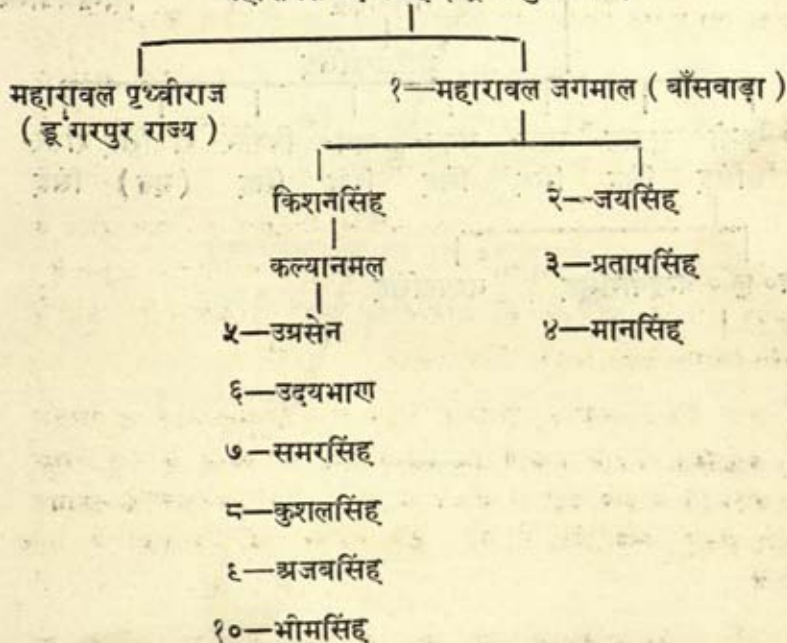 महारावल पृथ्वीराज १—महारावल जगमाल ( बाँसवाड़ा )
( डूंगरपुर राज्य )
किशनसिंह २—जयसिंह
कल्यानमल ३—प्रतापसिंह
५—उग्रसेन ४—मानसिंह
६—उदयभाण
७—समरसिंह
८—कुशलसिंह
९—अजबसिंह
१०—भीमसिंह